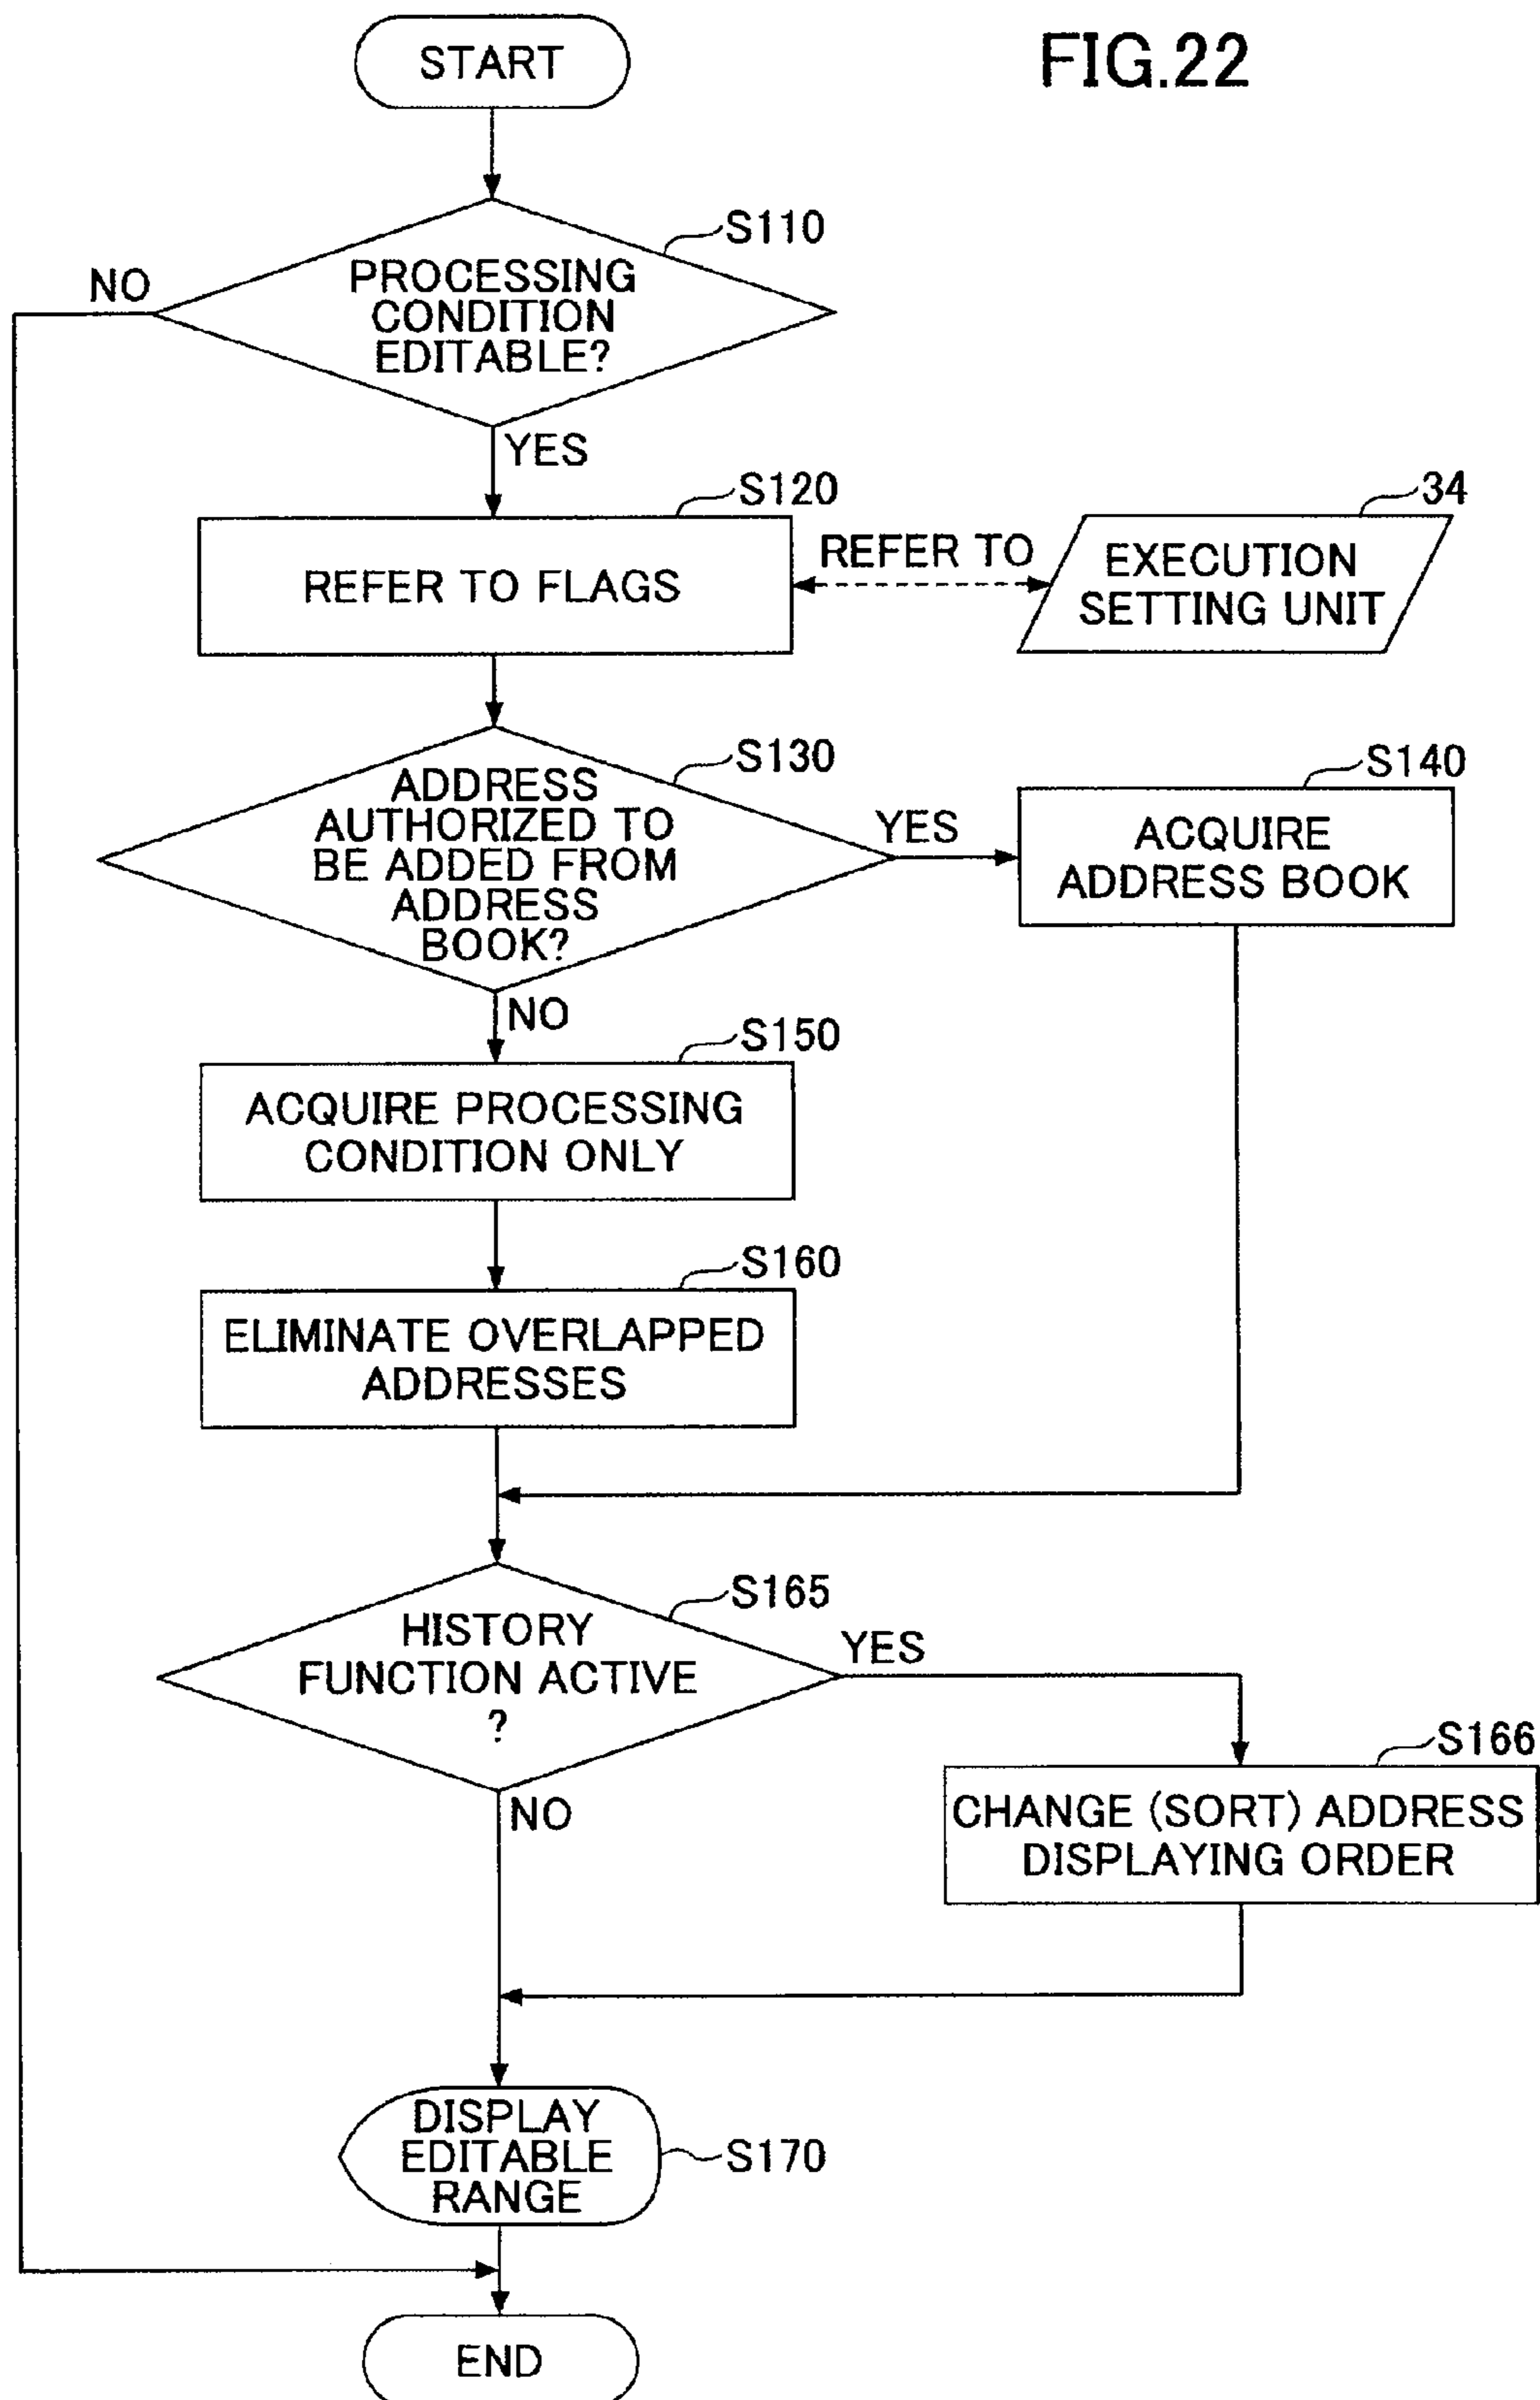 FIG.22
START
S110
NO
PROCESSING
CONDITION
EDITABLE?
YES
S120
34
REFER TO FLAGS
REFER TO
EXECUTION
SETTING UNIT
S130
ADDRESS
AUTHORIZED TO
BE ADDED FROM
ADDRESS
BOOK?
YES
S140
ACQUIRE
ADDRESS BOOK
NO
S150
ACQUIRE PROCESSING
CONDITION ONLY
S160
ELIMINATE OVERLAPPED
ADDRESSES
S165
HISTORY
FUNCTION ACTIVE
?
YES
S166
CHANGE (SORT) ADDRESS
DISPLAYING ORDER
NO
DISPLAY
EDITABLE
RANGE
S170
END